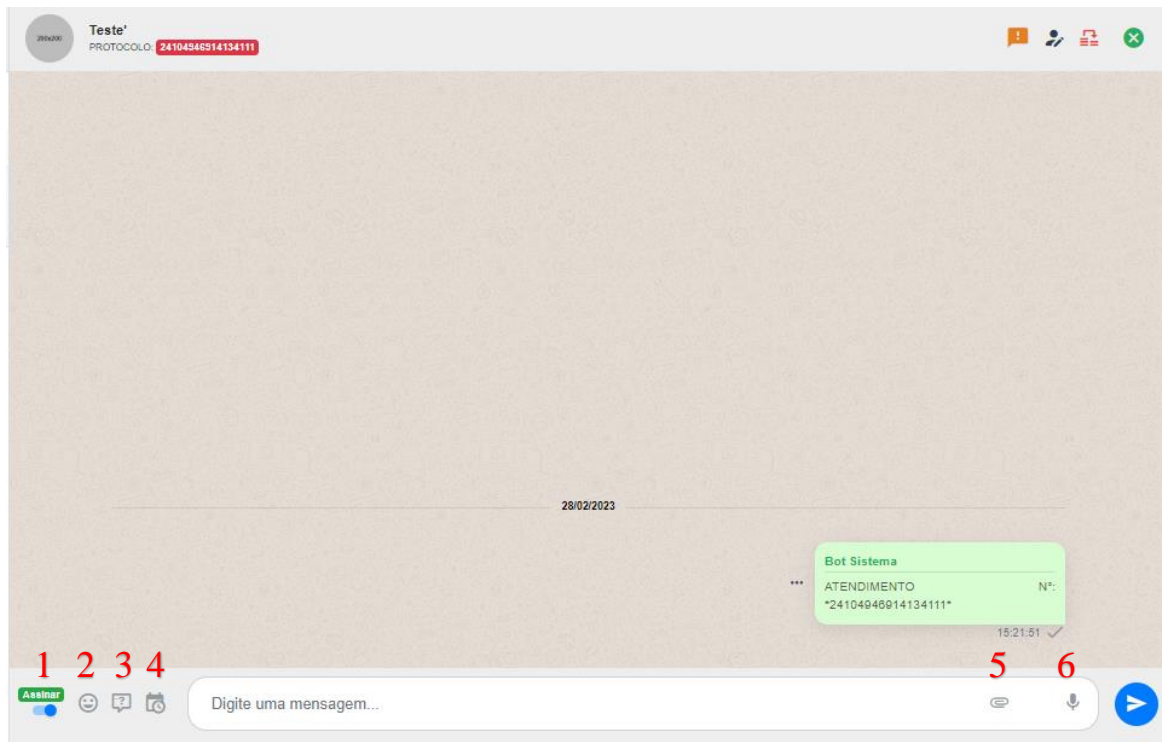 200x200
Teste'
PROTOCOLO: 24104946914134111
28/02/2023
Bot Sistema
ATENDIMENTO Nº:
*24104946914134111*
15:21:51
1 2 3 4 5 6
Assinar
Digite uma mensagem...